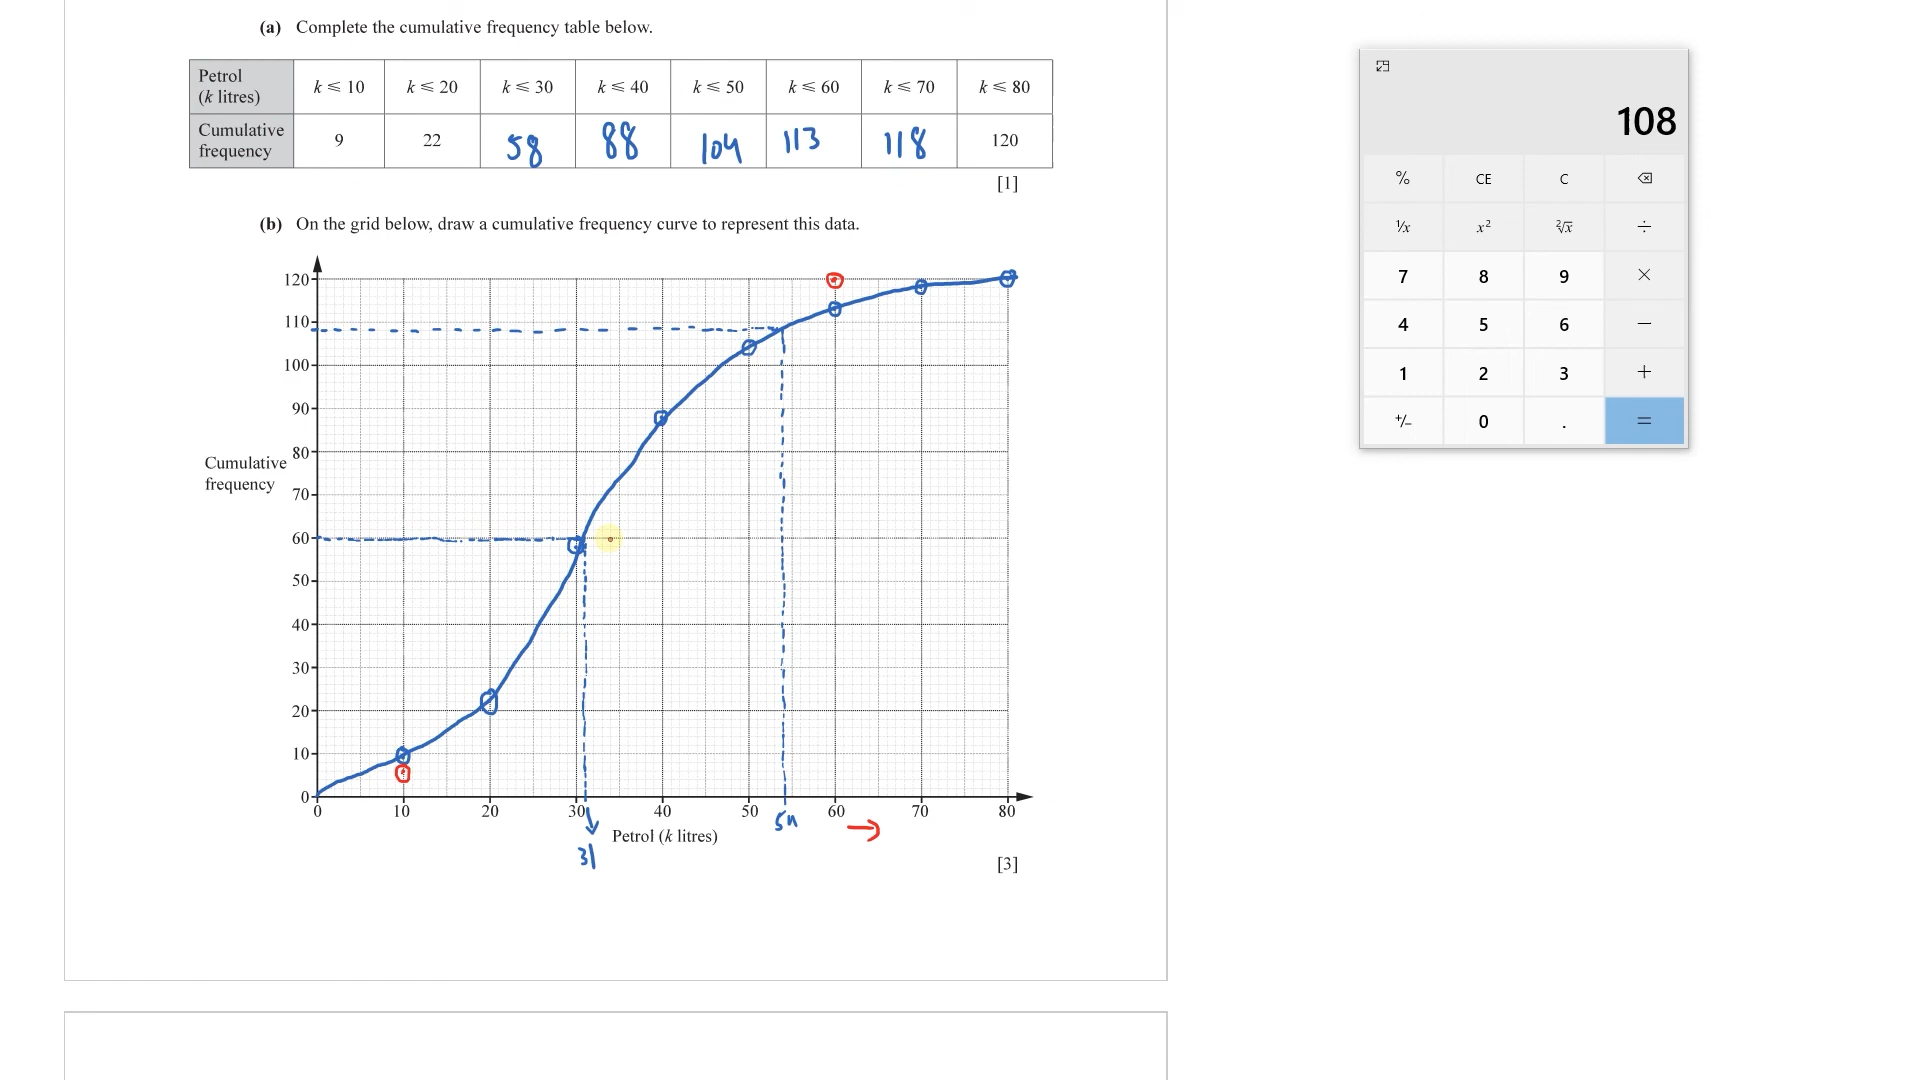 (a) Complete the cumulative frequency table below.
Petrol (k litres) k ⩽ 10 k ⩽ 20 k ⩽ 30 k ⩽ 40 k ⩽ 50 k ⩽ 60 k ⩽ 70 k ⩽ 80
Cumulative frequency 9 22 58 88 104 113 118 120
[1]
(b) On the grid below, draw a cumulative frequency curve to represent this data.
120
110
100
90
80
Cumulative
frequency
70
60
50
40
30
20
10
0
0 10 20 30 40 50 54 60 70 80
Petrol (k litres)
31
[3]
108
% CE C
1/x x² ²√x ÷
7 8 9 ×
4 5 6 −
1 2 3 +
+/− 0 . =